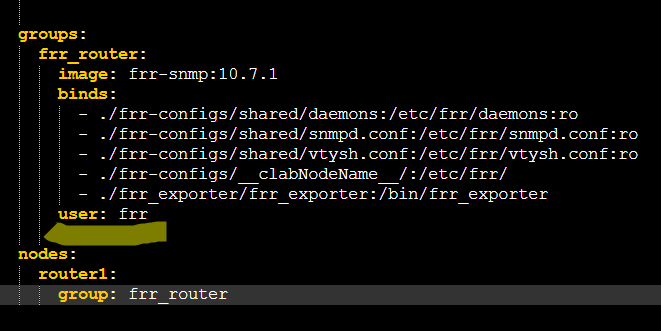 groups:
frr_router:
image: frr-snmp:10.7.1
binds:
- ./frr-configs/shared/daemons:/etc/frr/daemons:ro
- ./frr-configs/shared/snmpd.conf:/etc/frr/snmpd.conf:ro
- ./frr-configs/shared/vtysh.conf:/etc/frr/vtysh.conf:ro
- ./frr-configs/__clabNodeName__/:/etc/frr/
- ./frr_exporter/frr_exporter:/bin/frr_exporter
user: frr
nodes:
router1:
group: frr_router